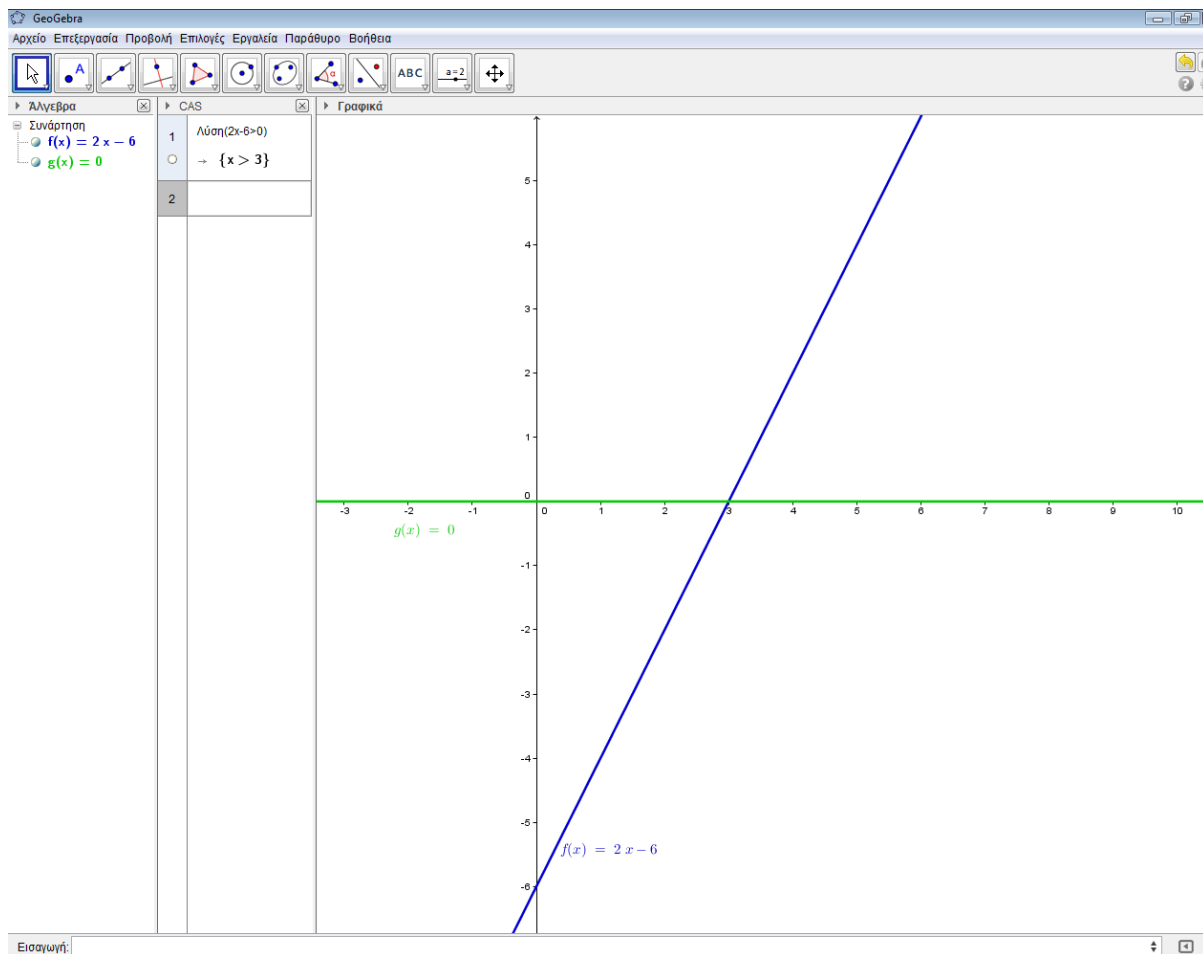 GeoGebra
Αρχείο Επεξεργασία Προβολή Επιλογές Εργαλεία Παράθυρο Βοήθεια
A α ABC a=2
Άλγεβρα
Συνάρτηση
f(x) = 2 x − 6
g(x) = 0
CAS
1 Λύση(2x-6>0)
→ {x > 3}
2
Γραφικά
5
4
3
2
1
0
-3 -2 -1 0 1 2 3 4 5 6 7 8 9 10
g(x) = 0
-1
-2
-3
-4
-5
f(x) = 2 x − 6
-6
Εισαγωγή: